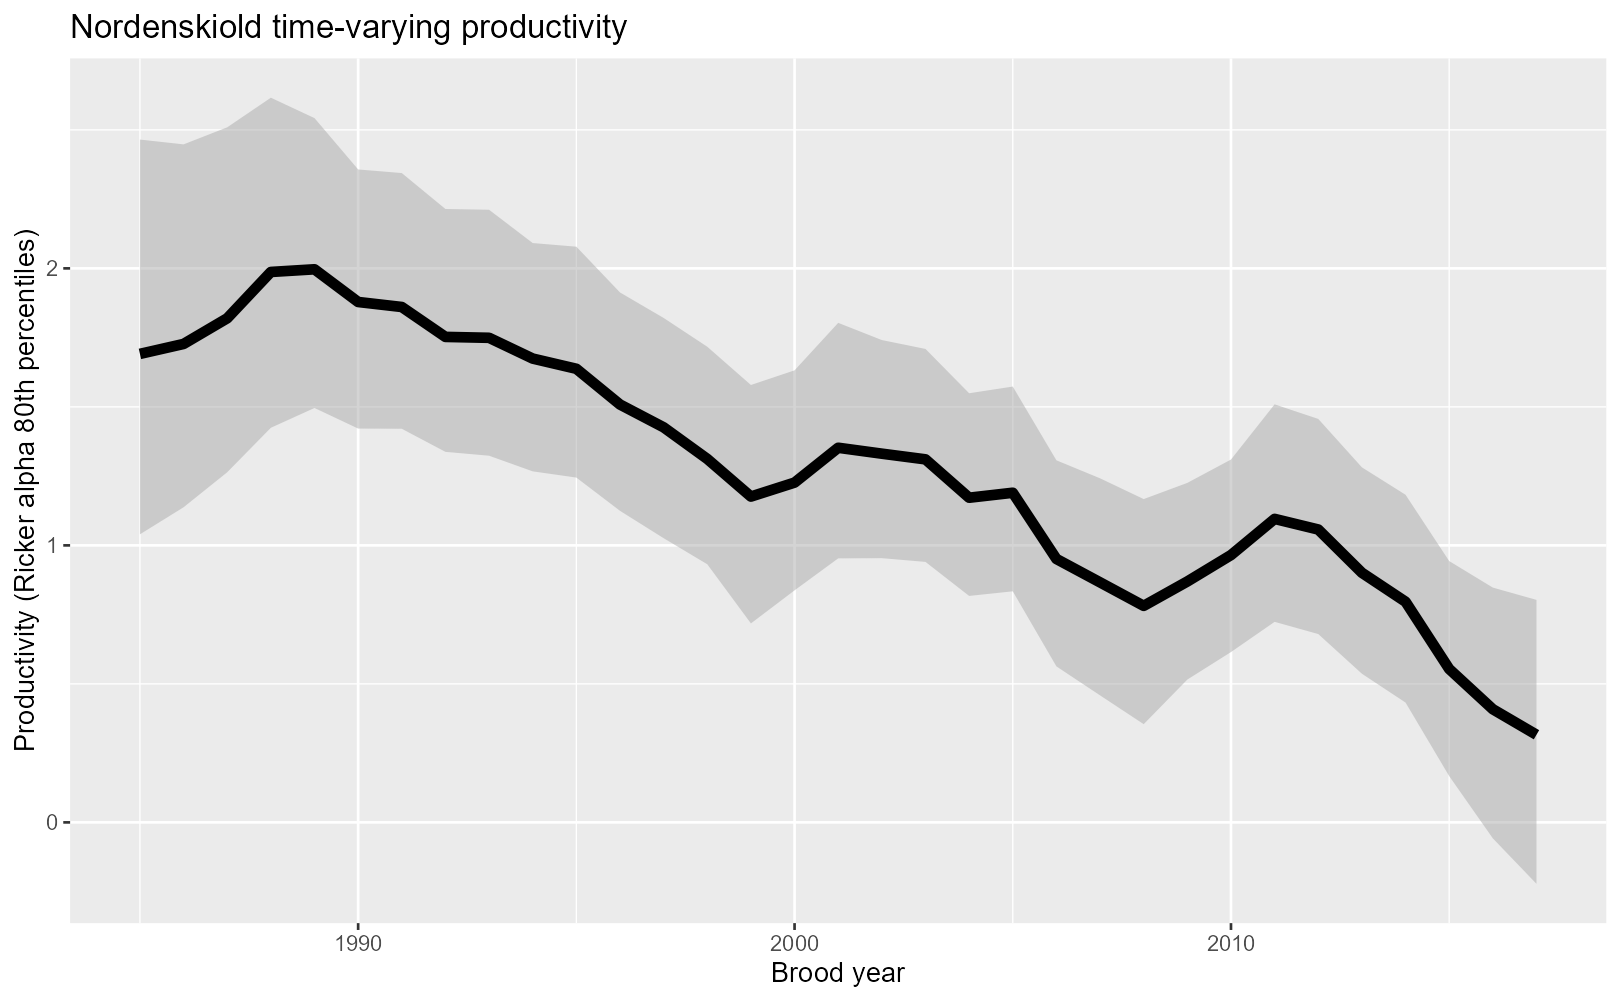 Nordenskiold time-varying productivity
Productivity (Ricker alpha 80th percentiles)
2
1
0
1990
2000
2010
Brood year